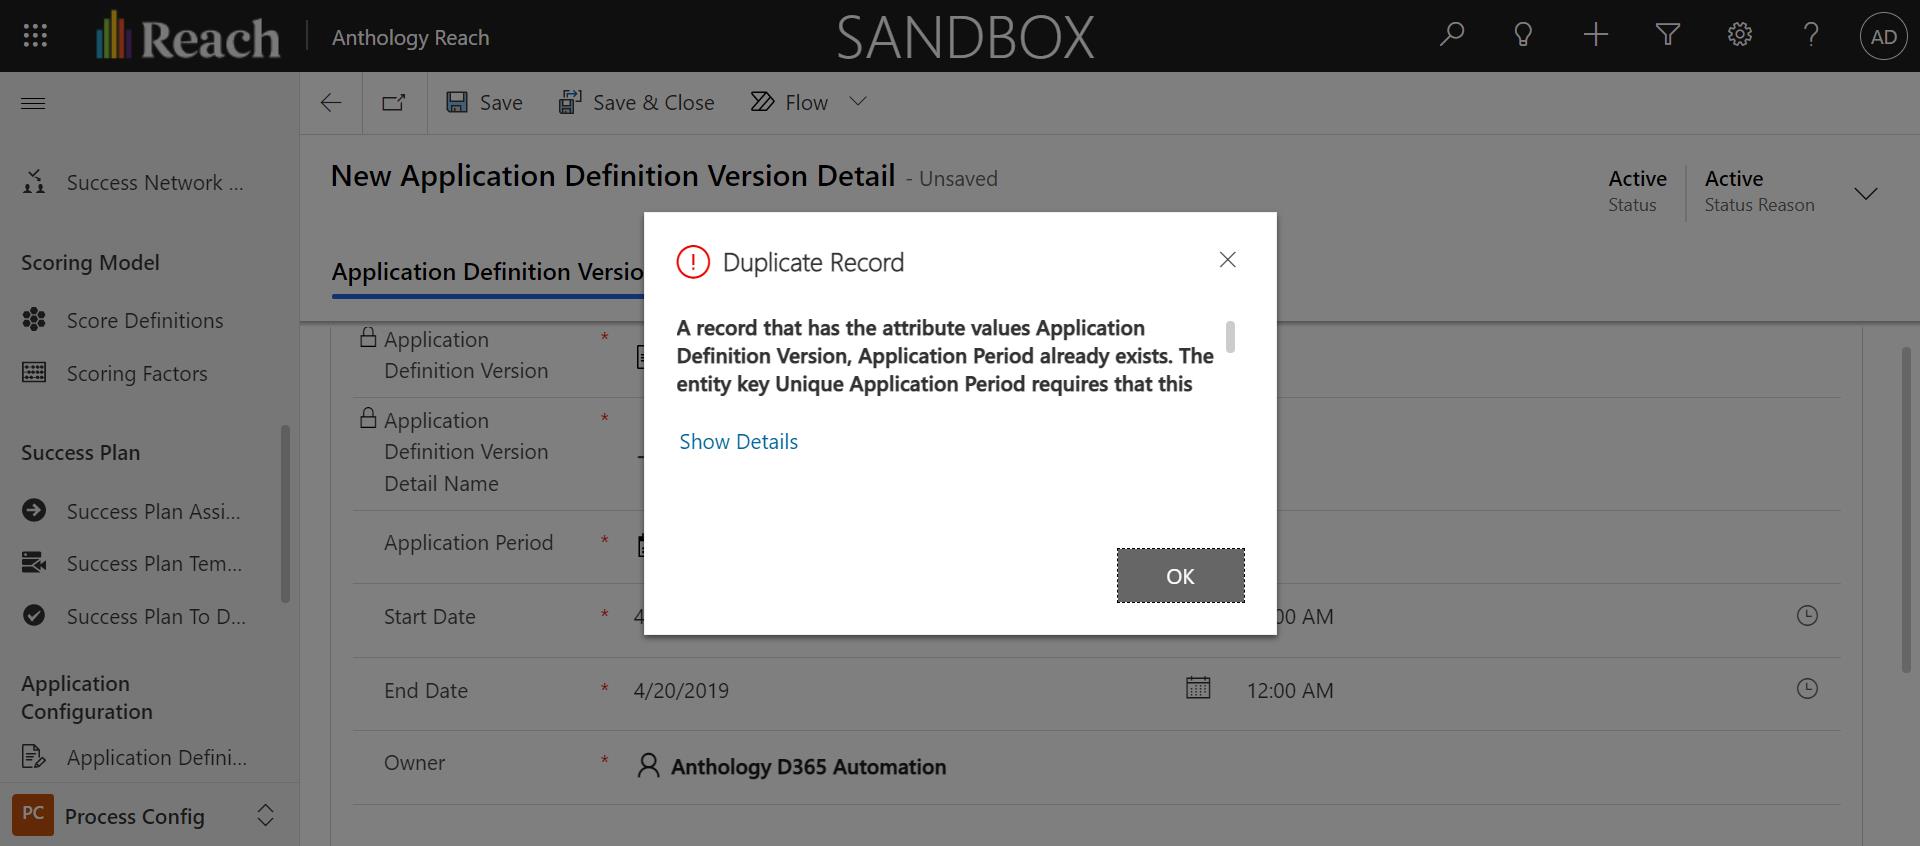 Reach
Anthology Reach
SANDBOX
AD
Save
Save & Close
Flow
Success Network ...
Scoring Model
Score Definitions
Scoring Factors
Success Plan
Success Plan Assi...
Success Plan Tem...
Success Plan To D...
Application
Configuration
Application Defini...
PC
Process Config
New Application Definition Version Detail - Unsaved
Active
Status
Active
Status Reason
Application Definition Versio
Duplicate Record
A record that has the attribute values Application
Definition Version, Application Period already exists. The
entity key Unique Application Period requires that this
Show Details
OK
Application *
Definition Version
Application *
Definition Version
Detail Name
Application Period *
Start Date * 4
00 AM
End Date * 4/20/2019 12:00 AM
Owner * Anthology D365 Automation